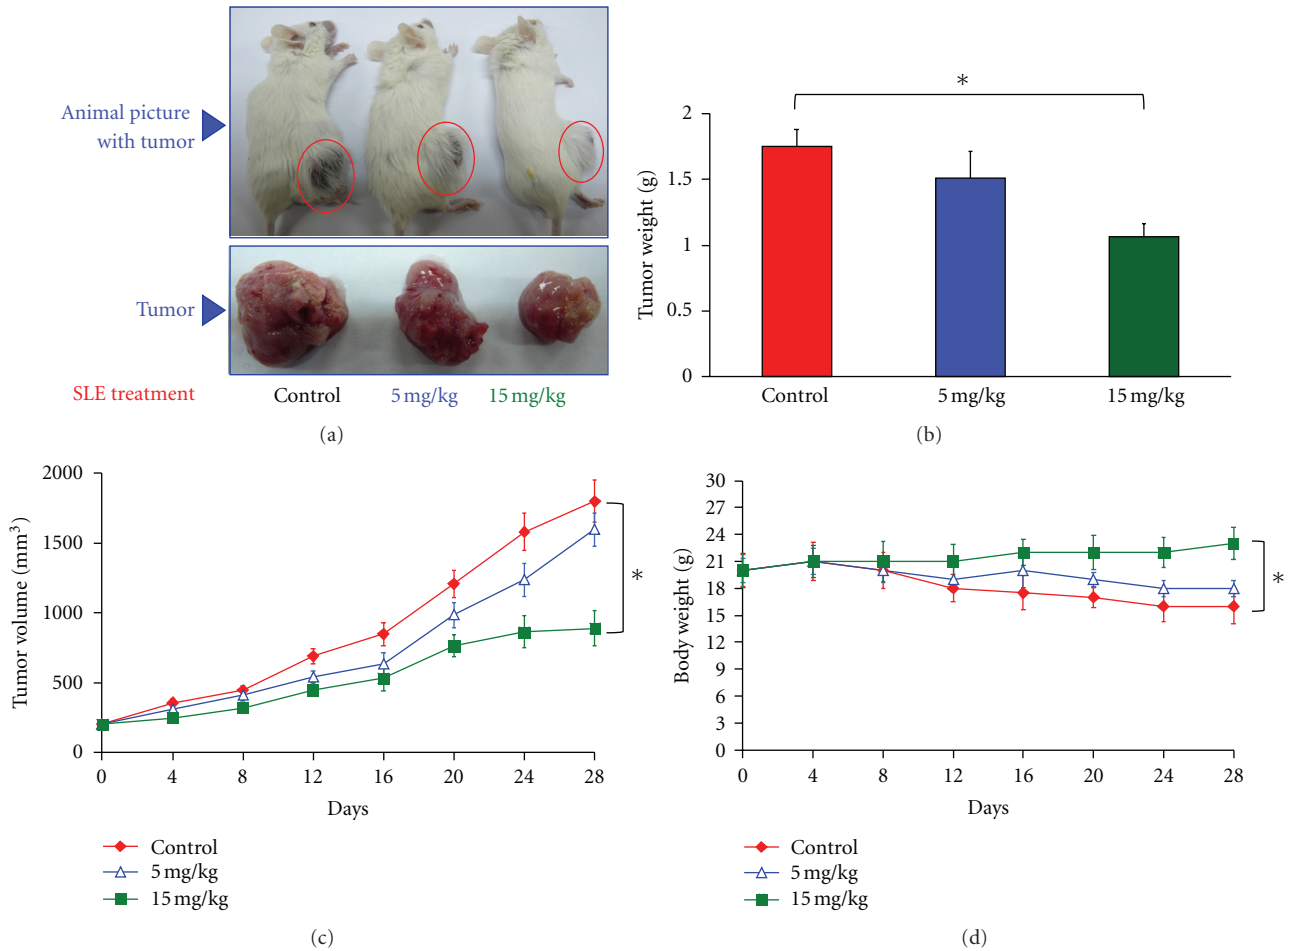 Animal picture
with tumor
Tumor
SLE treatment
Control
5 mg/kg
15 mg/kg
(a)
*
Tumor weight (g)
2
1.5
1
0.5
0
Control
5 mg/kg
15 mg/kg
(b)
Tumor volume (mm³)
2000
1500
1000
500
0
0
4
8
12
16
20
24
28
*
Days
Control
5 mg/kg
15 mg/kg
(c)
Body weight (g)
30
27
24
21
18
15
12
9
6
3
0
0
4
8
12
16
20
24
28
*
Days
Control
5 mg/kg
15 mg/kg
(d)